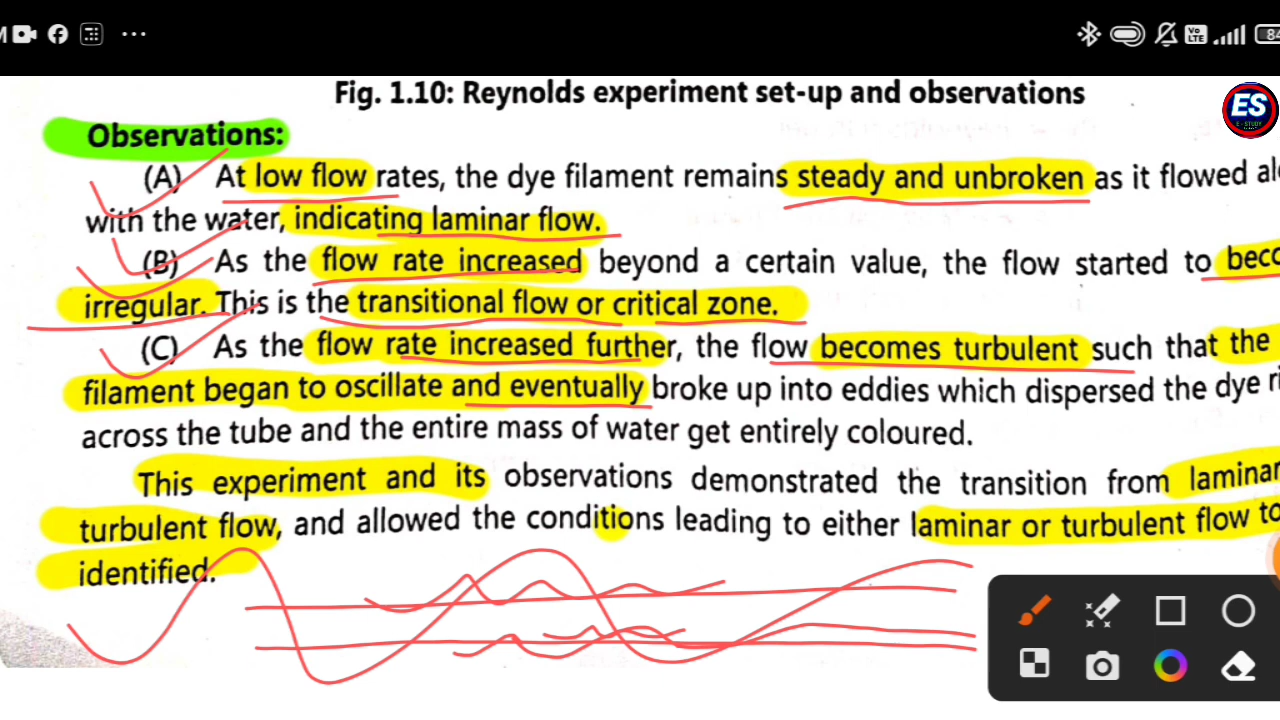 Vo
LTE
84
Fig. 1.10: Reynolds experiment set-up and observations
ES
E - STUDY
Observations:
(A) At low flow rates, the dye filament remains steady and unbroken as it flowed al
with the water, indicating laminar flow.
(B) As the flow rate increased beyond a certain value, the flow started to bec
irregular. This is the transitional flow or critical zone.
(C) As the flow rate increased further, the flow becomes turbulent such that the
filament began to oscillate and eventually broke up into eddies which dispersed the dye ri
across the tube and the entire mass of water get entirely coloured.
This experiment and its observations demonstrated the transition from laminar
turbulent flow, and allowed the conditions leading to either laminar or turbulent flow to
identified.